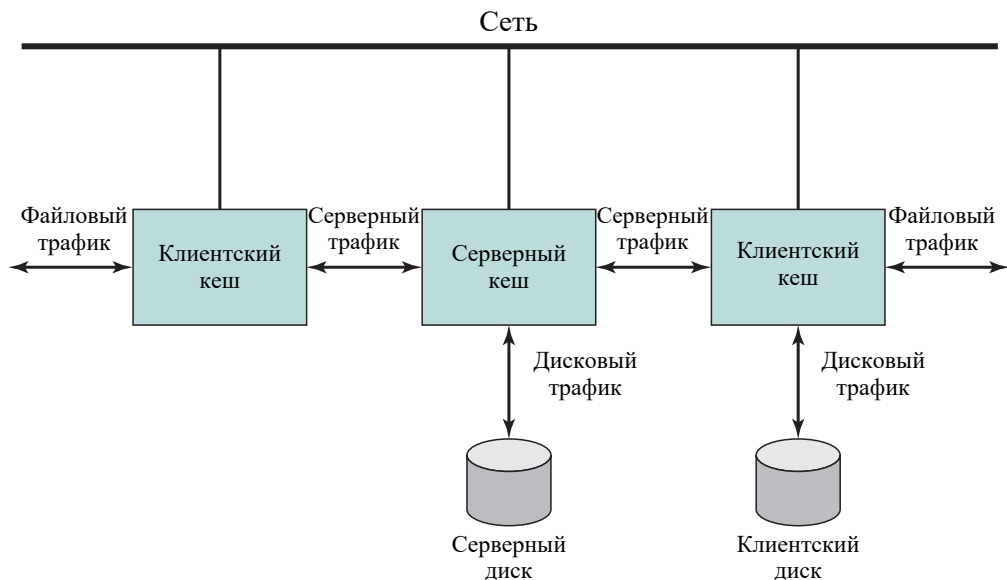 Сеть
Файловый
трафик
Клиентский
кеш
Серверный
трафик
Серверный
кеш
Серверный
трафик
Клиентский
кеш
Файловый
трафик
Дисковый
трафик
Дисковый
трафик
Серверный
диск
Клиентский
диск